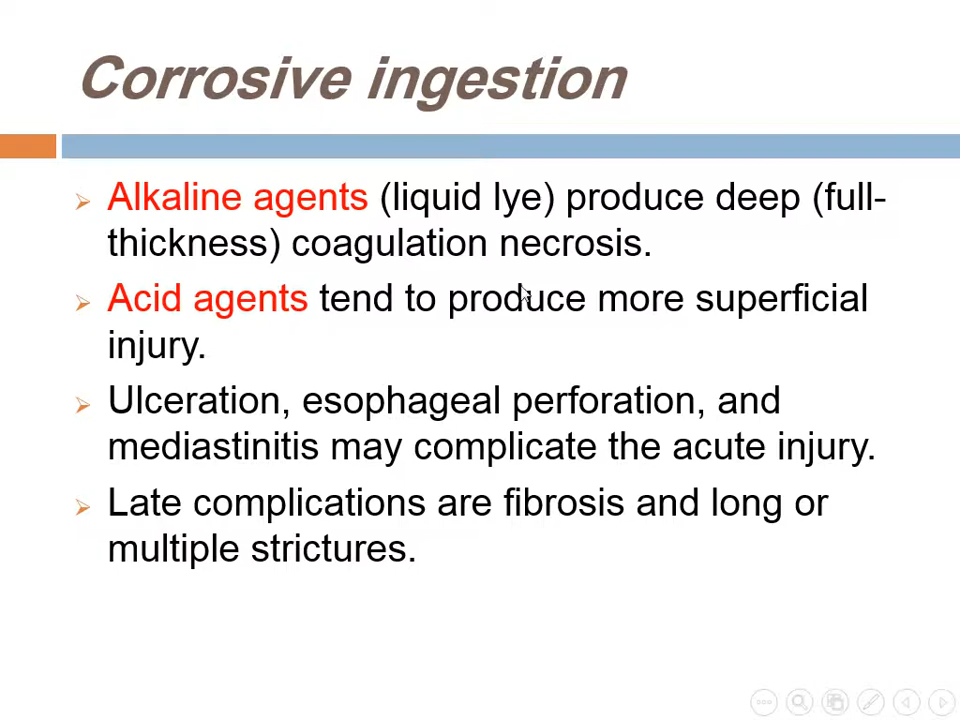 Corrosive ingestion
Alkaline agents (liquid lye) produce deep (full-
thickness) coagulation necrosis.
Acid agents tend to produce more superficial
injury.
Ulceration, esophageal perforation, and
mediastinitis may complicate the acute injury.
Late complications are fibrosis and long or
multiple strictures.